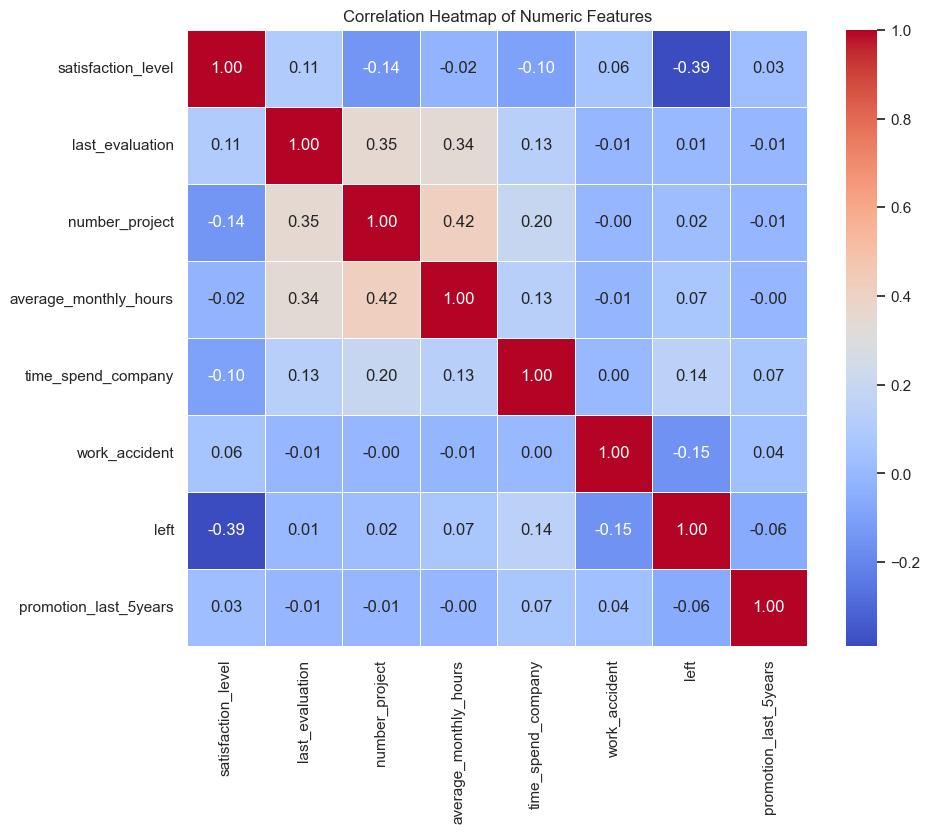 Correlation Heatmap of Numeric Features
satisfaction_level 1.00 0.11 -0.14 -0.02 -0.10 0.06 -0.39 0.03
last_evaluation 0.11 1.00 0.35 0.34 0.13 -0.01 0.01 -0.01
number_project -0.14 0.35 1.00 0.42 0.20 -0.00 0.02 -0.01
average_monthly_hours -0.02 0.34 0.42 1.00 0.13 -0.01 0.07 -0.00
time_spend_company -0.10 0.13 0.20 0.13 1.00 0.00 0.14 0.07
work_accident 0.06 -0.01 -0.00 -0.01 0.00 1.00 -0.15 0.04
left -0.39 0.01 0.02 0.07 0.14 -0.15 1.00 -0.06
promotion_last_5years 0.03 -0.01 -0.01 -0.00 0.07 0.04 -0.06 1.00
satisfaction_level
last_evaluation
number_project
average_monthly_hours
time_spend_company
work_accident
left
promotion_last_5years
1.0
0.8
0.6
0.4
0.2
0.0
−0.2